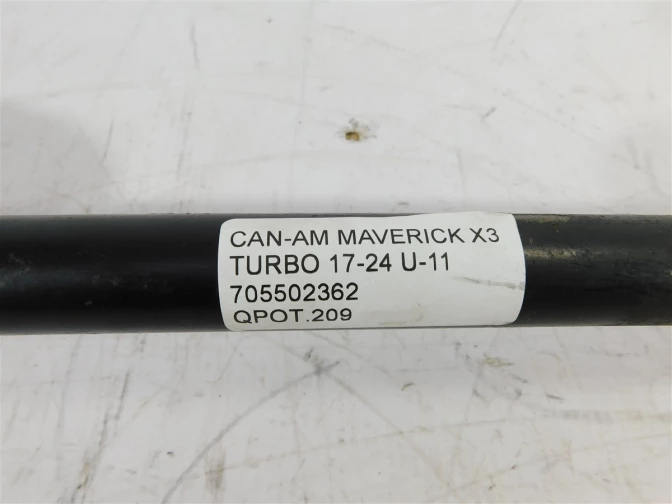 CAN-AM MAVERICK X3
TURBO 17-24 U-11
705502362
QPOT.209